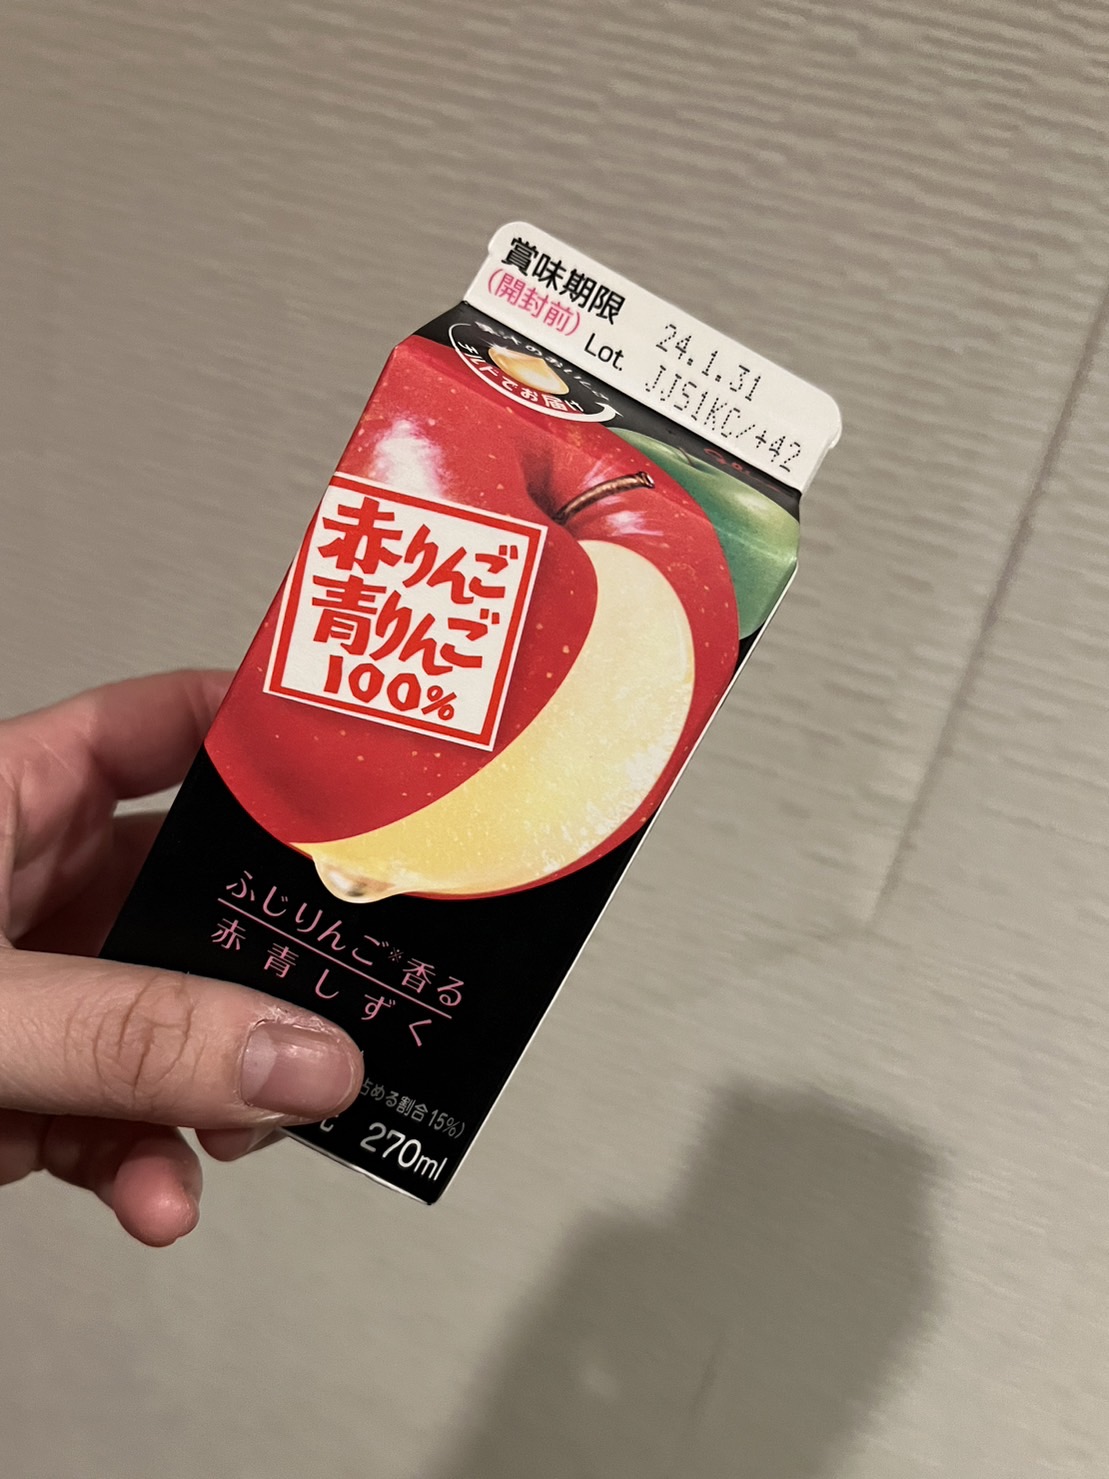 賞味期限
(開封前)
24.1.31
Lot. JJS1KC/+42
チルドでお届け
赤りんご
青りんご
100%
ふじりんご※香る
赤青しずく
占める割合15%)
270ml